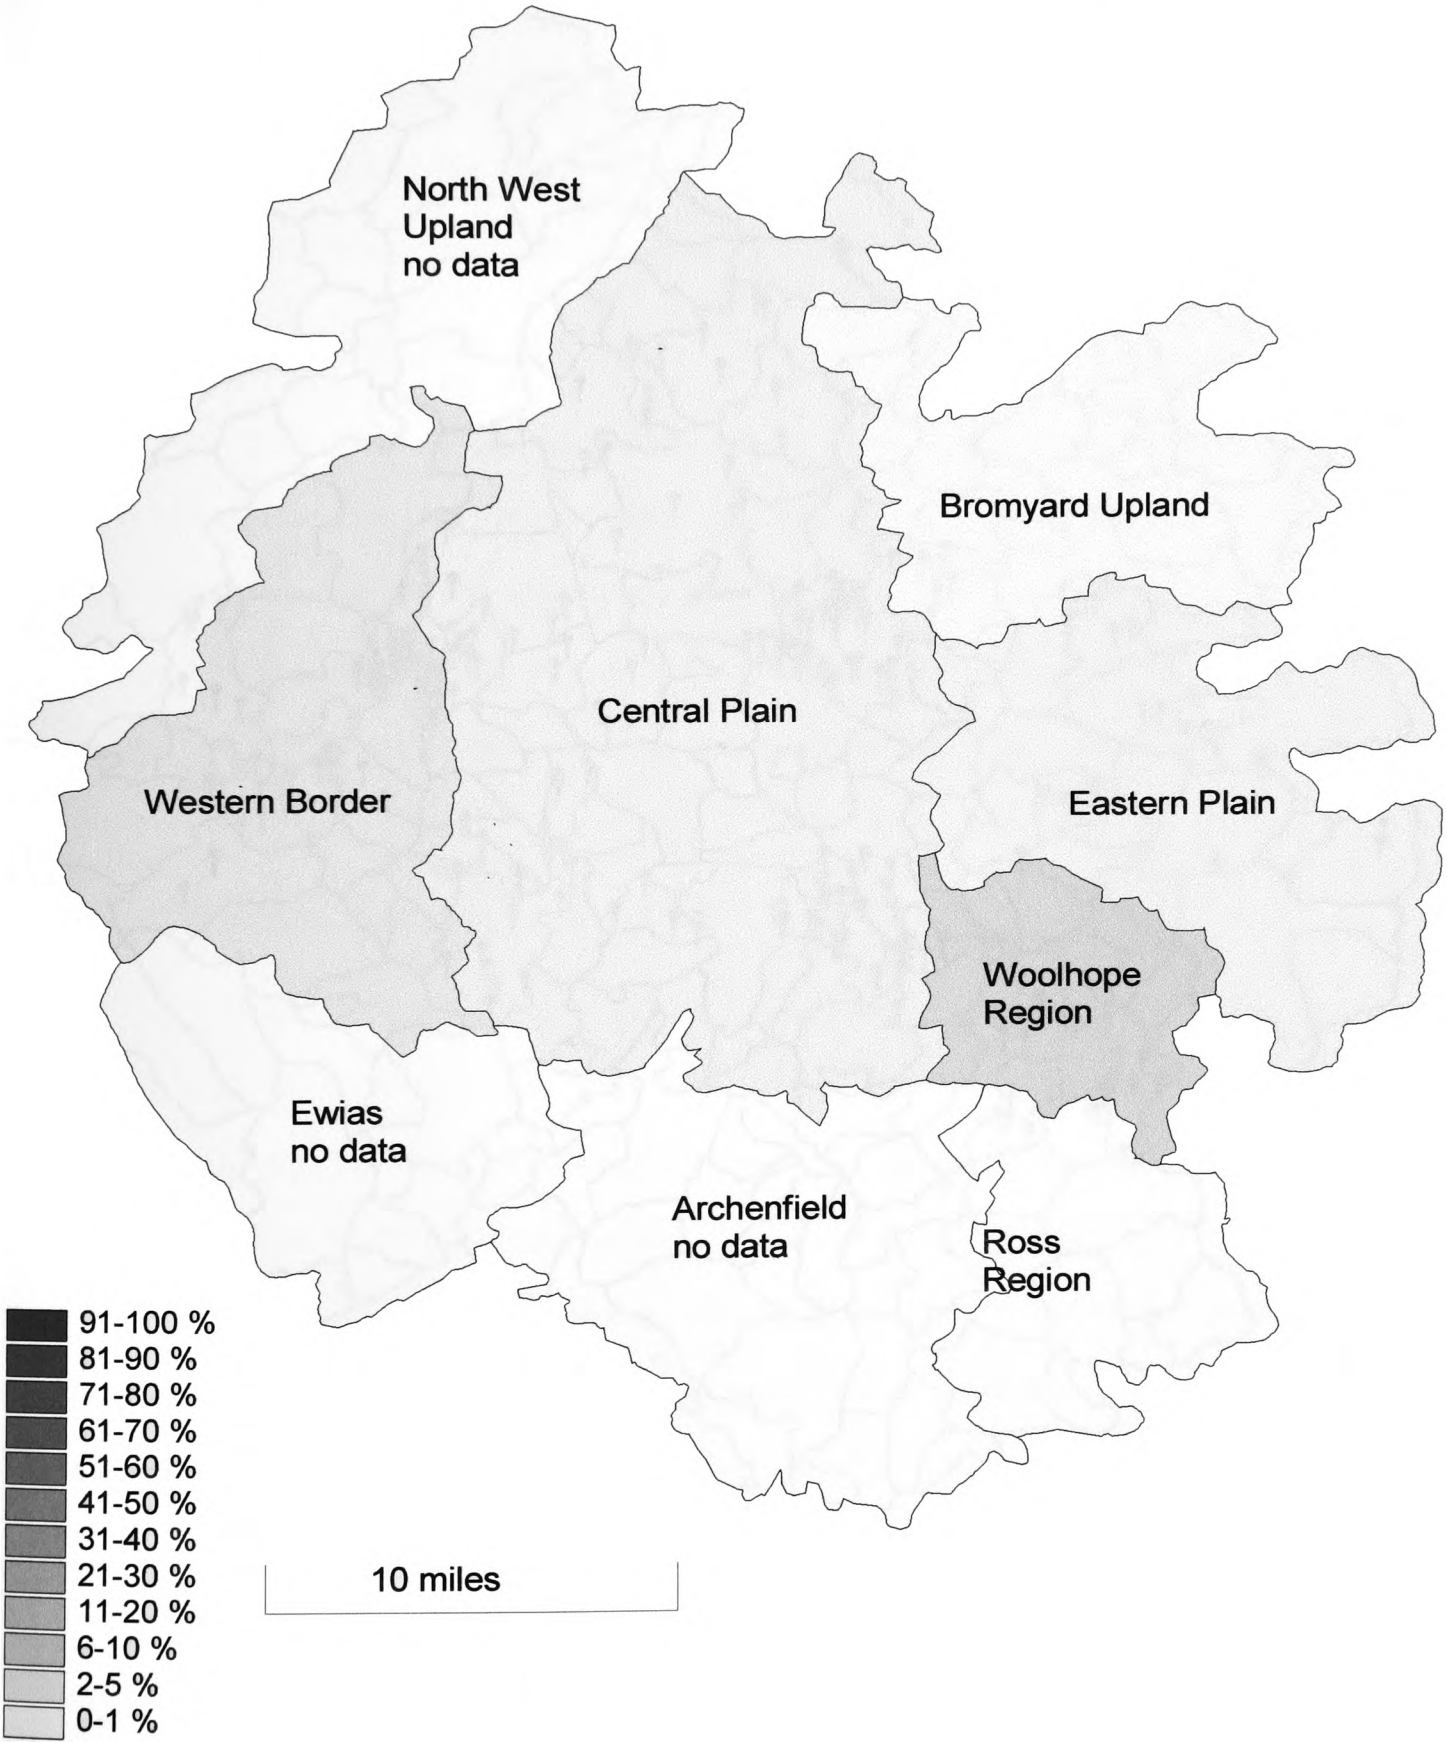 North West
Upland
no data
Bromyard Upland
Central Plain
Western Border
Eastern Plain
Woolhope
Region
Ewias
no data
Archenfield
no data
Ross
Region
91-100 %
81-90 %
71-80 %
61-70 %
51-60 %
41-50 %
31-40 %
21-30 %
11-20 %
6-10 %
2-5 %
0-1 %
10 miles